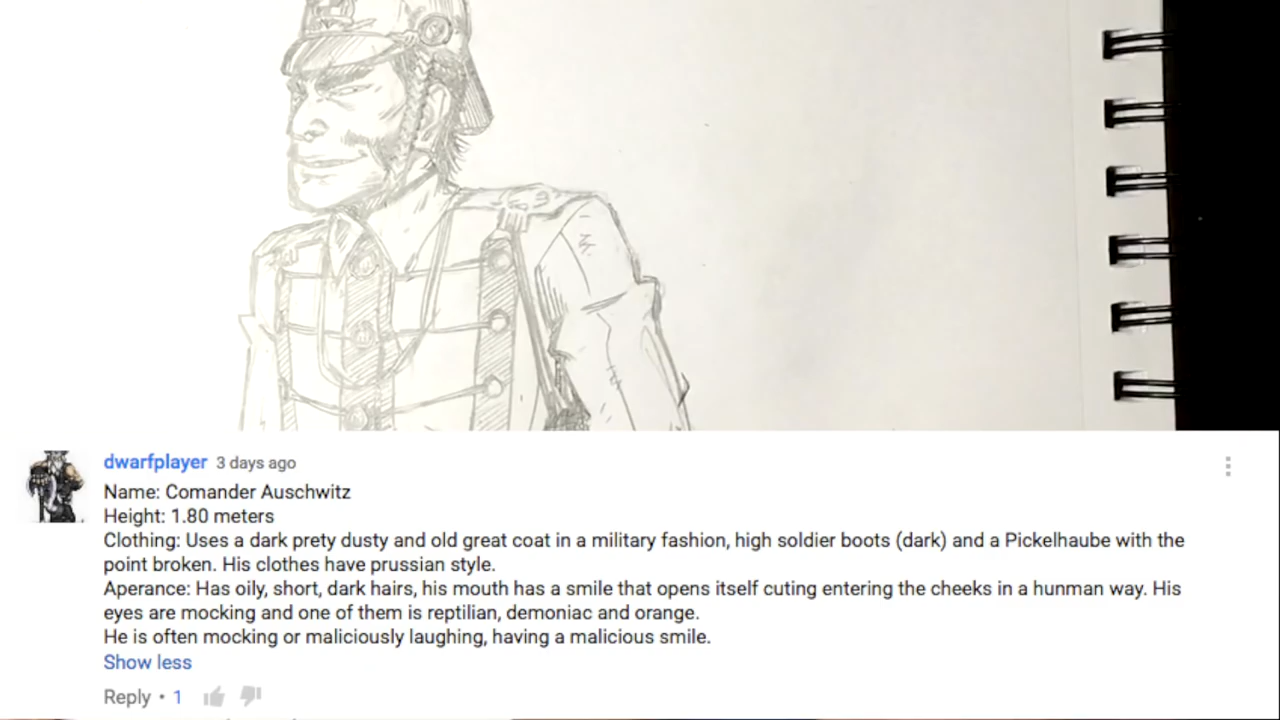 dwarfplayer 3 days ago
Name: Comander Auschwitz
Height: 1.80 meters
Clothing: Uses a dark prety dusty and old great coat in a military fashion, high soldier boots (dark) and a Pickelhaube with the
point broken. His clothes have prussian style.
Aperance: Has oily, short, dark hairs, his mouth has a smile that opens itself cuting entering the cheeks in a hunman way. His
eyes are mocking and one of them is reptilian, demoniac and orange.
He is often mocking or maliciously laughing, having a malicious smile.
Show less
Reply • 1